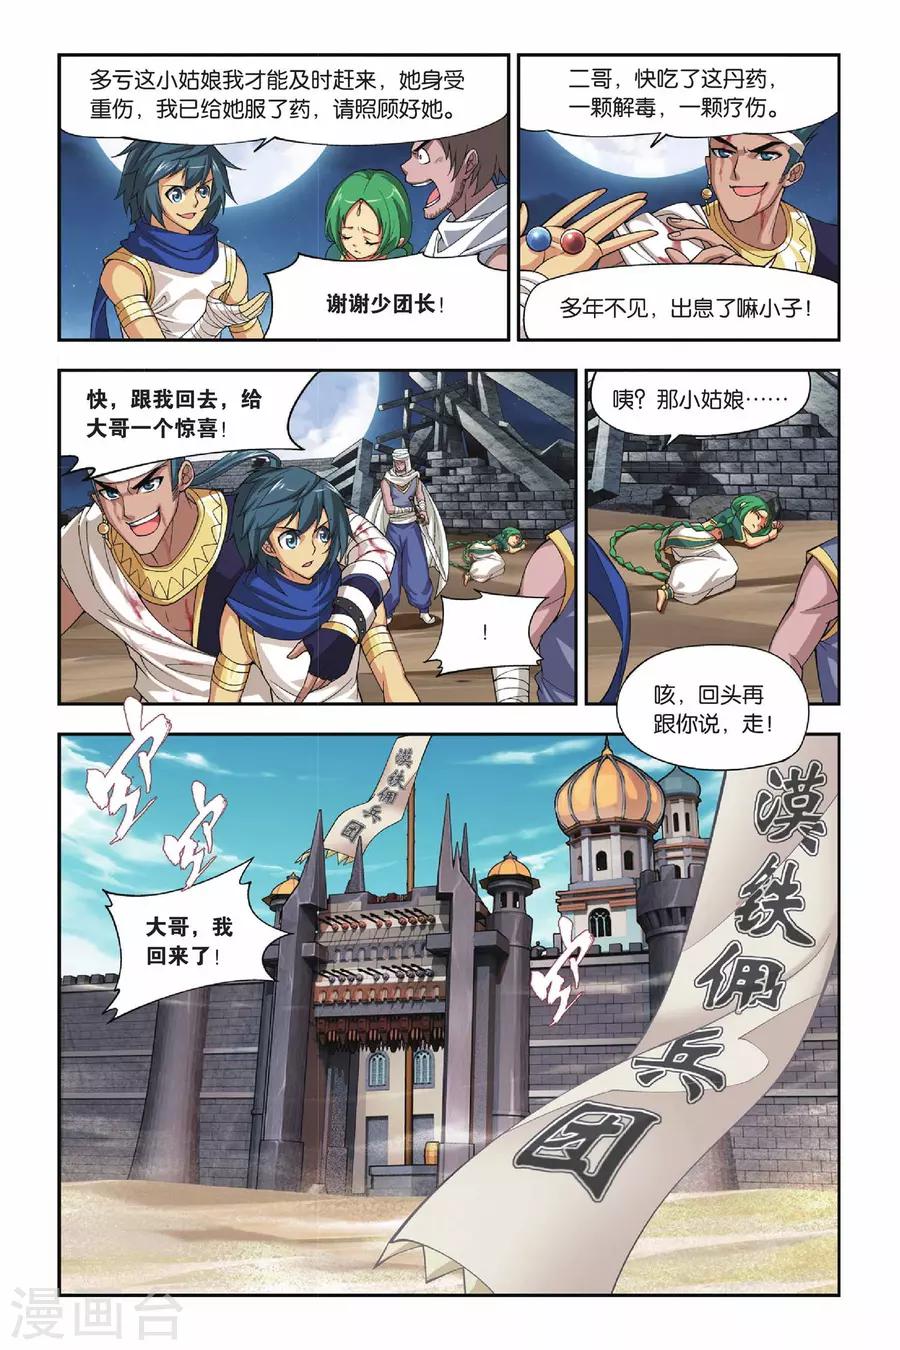 多亏这小姑娘我才能及时赶来，她身受
重伤，我已给她服了药，请照顾好她。
谢谢少团长！
二哥，快吃了这丹药，
一颗解毒，一颗疗伤。
多年不见，出息了嘛小子！
快，跟我回去，给
大哥一个惊喜！
！
咦？那小姑娘……
咳，回头再
跟你说，走！
空
空
漠铁佣兵团
大哥，我
回来了！
空
漠铁佣兵团
漫画台